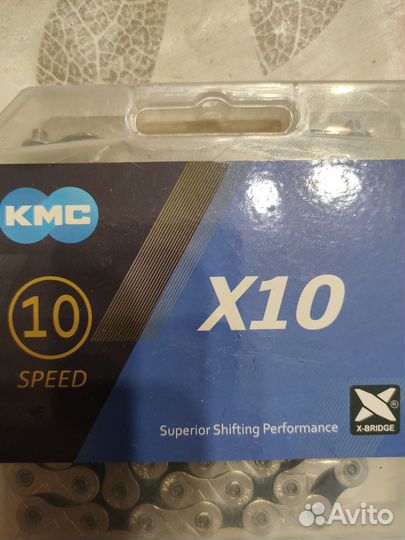 KMC
10
SPEED
X10
®
X-BRIDGE
Superior Shifting Performance
Avito